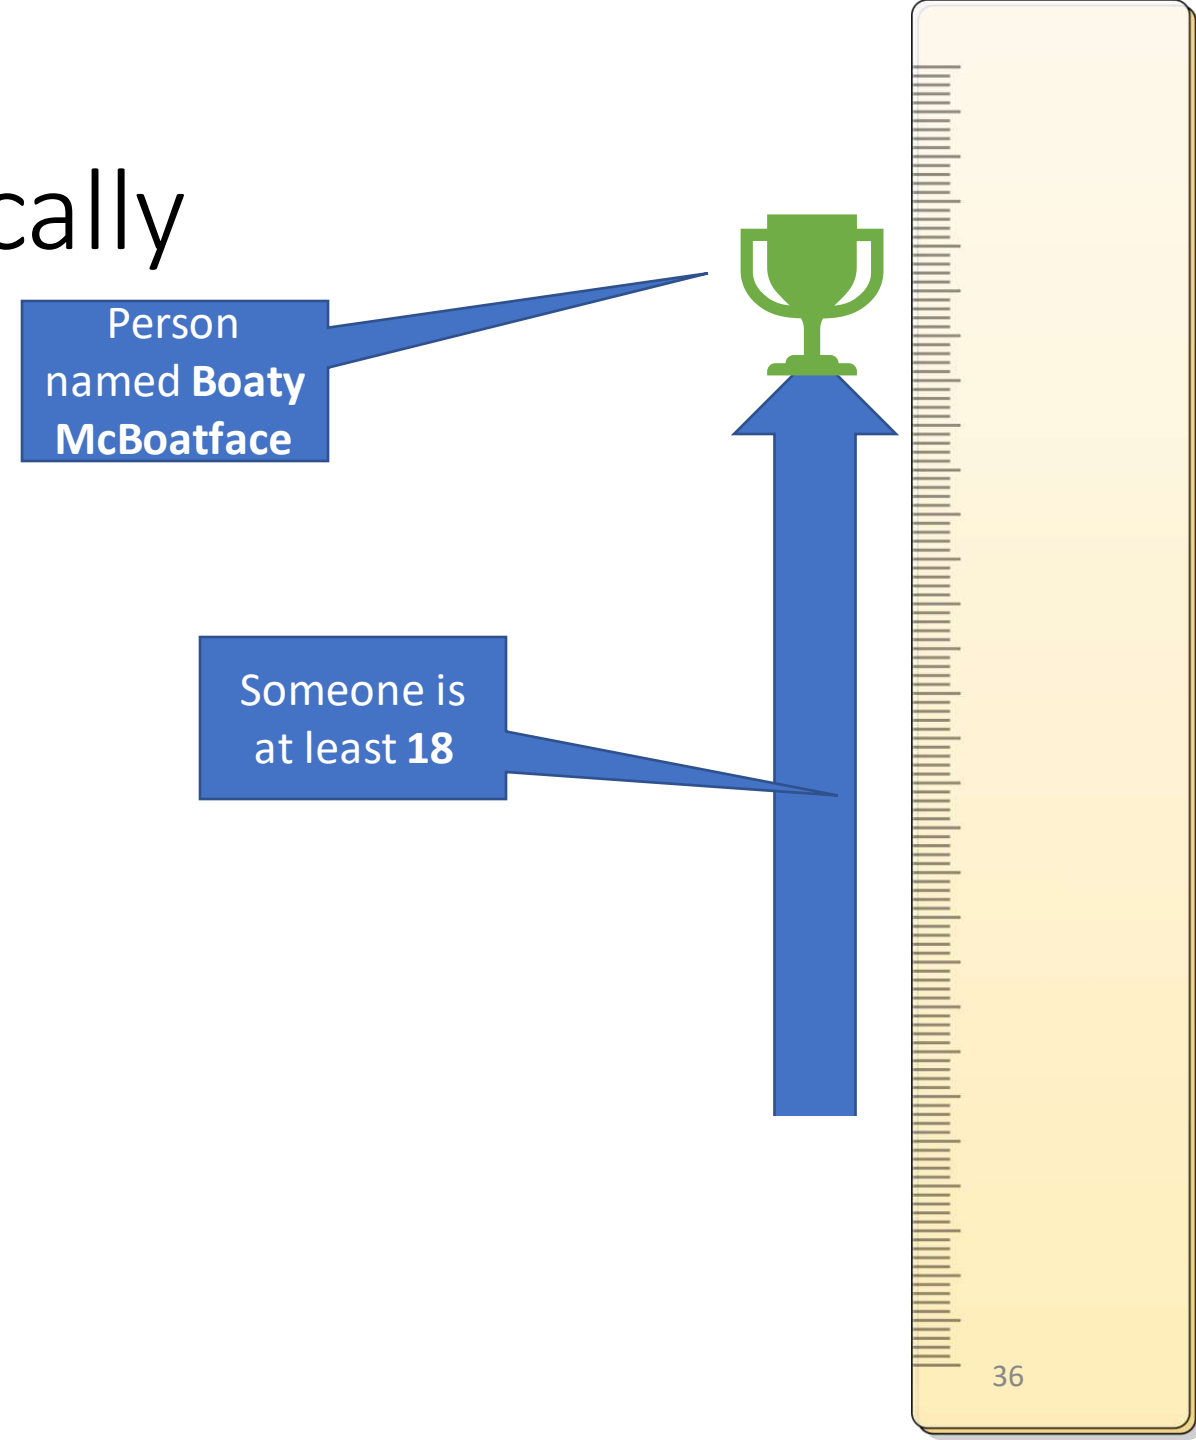 cally
Person
named Boaty
McBoatface
Someone is
at least 18
36